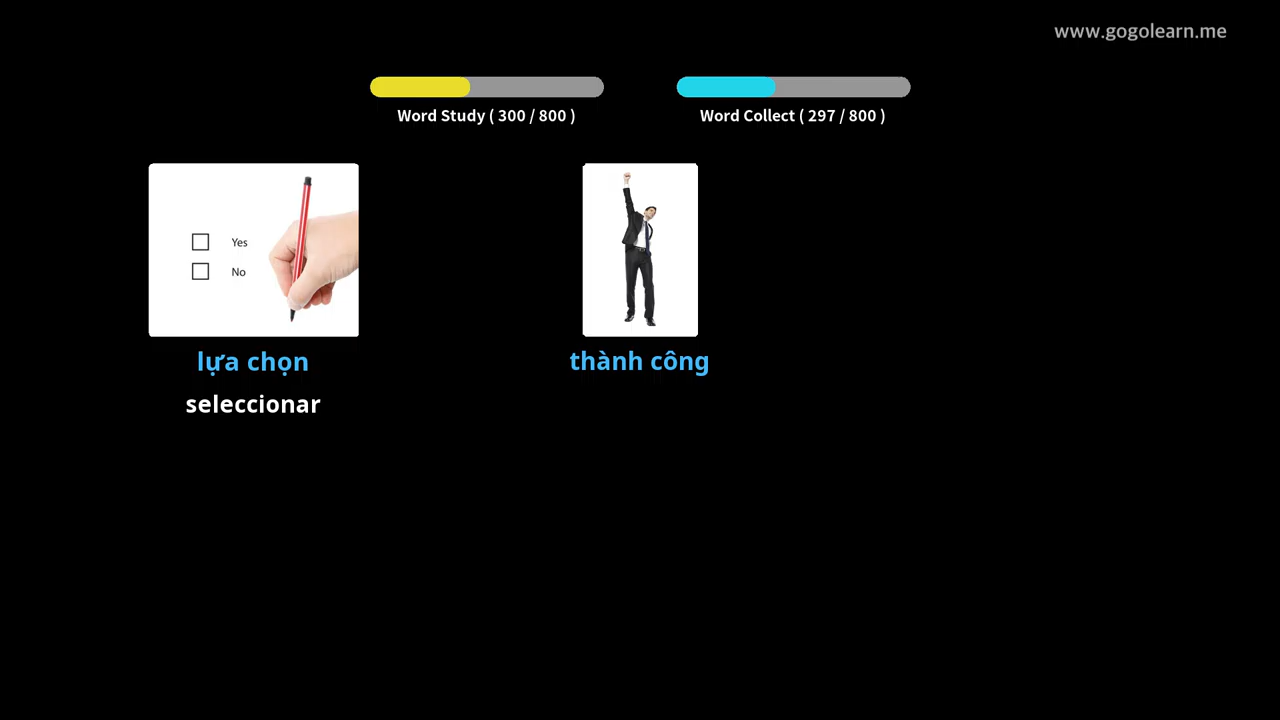 www.gogolearn.me
Word Study ( 300 / 800 )
Word Collect ( 297 / 800 )
Yes
No
lựa chọn
thành công
seleccionar